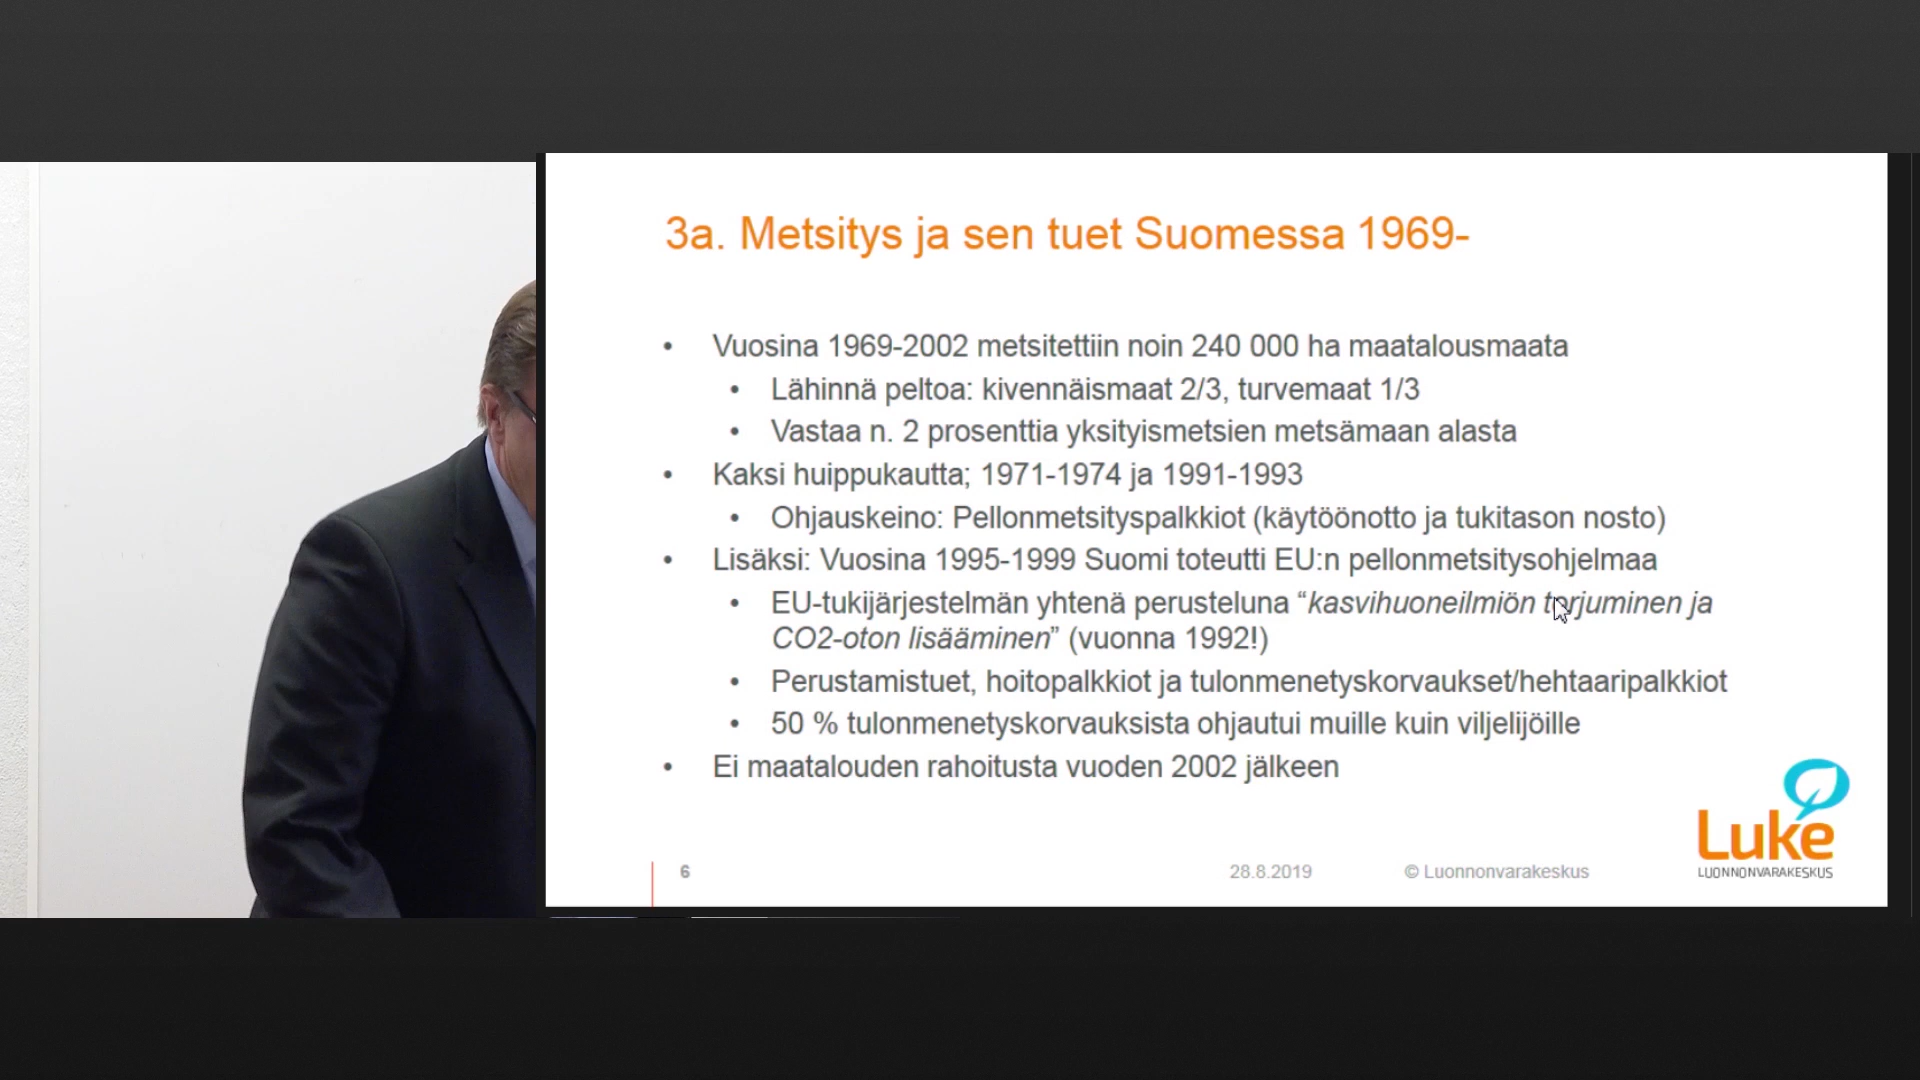 3a. Metsitys ja sen tuet Suomessa 1969-
• Vuosina 1969-2002 metsitettiin noin 240 000 ha maatalousmaata
• Lähinnä peltoa: kivennäismaat 2/3, turvemaat 1/3
• Vastaa n. 2 prosenttia yksityismetsien metsämaan alasta
• Kaksi huippukautta; 1971-1974 ja 1991-1993
• Ohjauskeino: Pellonmetsityspalkkiot (käytöönotto ja tukitason nosto)
• Lisäksi: Vuosina 1995-1999 Suomi toteutti EU:n pellonmetsitysohjelmaa
• EU-tukijärjestelmän yhtenä perusteluna “kasvihuoneilmiön torjuminen ja
CO2-oton lisääminen” (vuonna 1992!)
• Perustamistuet, hoitopalkkiot ja tulonmenetyskorvaukset/hehtaaripalkkiot
• 50 % tulonmenetyskorvauksista ohjautui muille kuin viljelijöille
• Ei maatalouden rahoitusta vuoden 2002 jälkeen
6
28.8.2019
© Luonnonvarakeskus
Luke
LUONNONVARAKESKUS